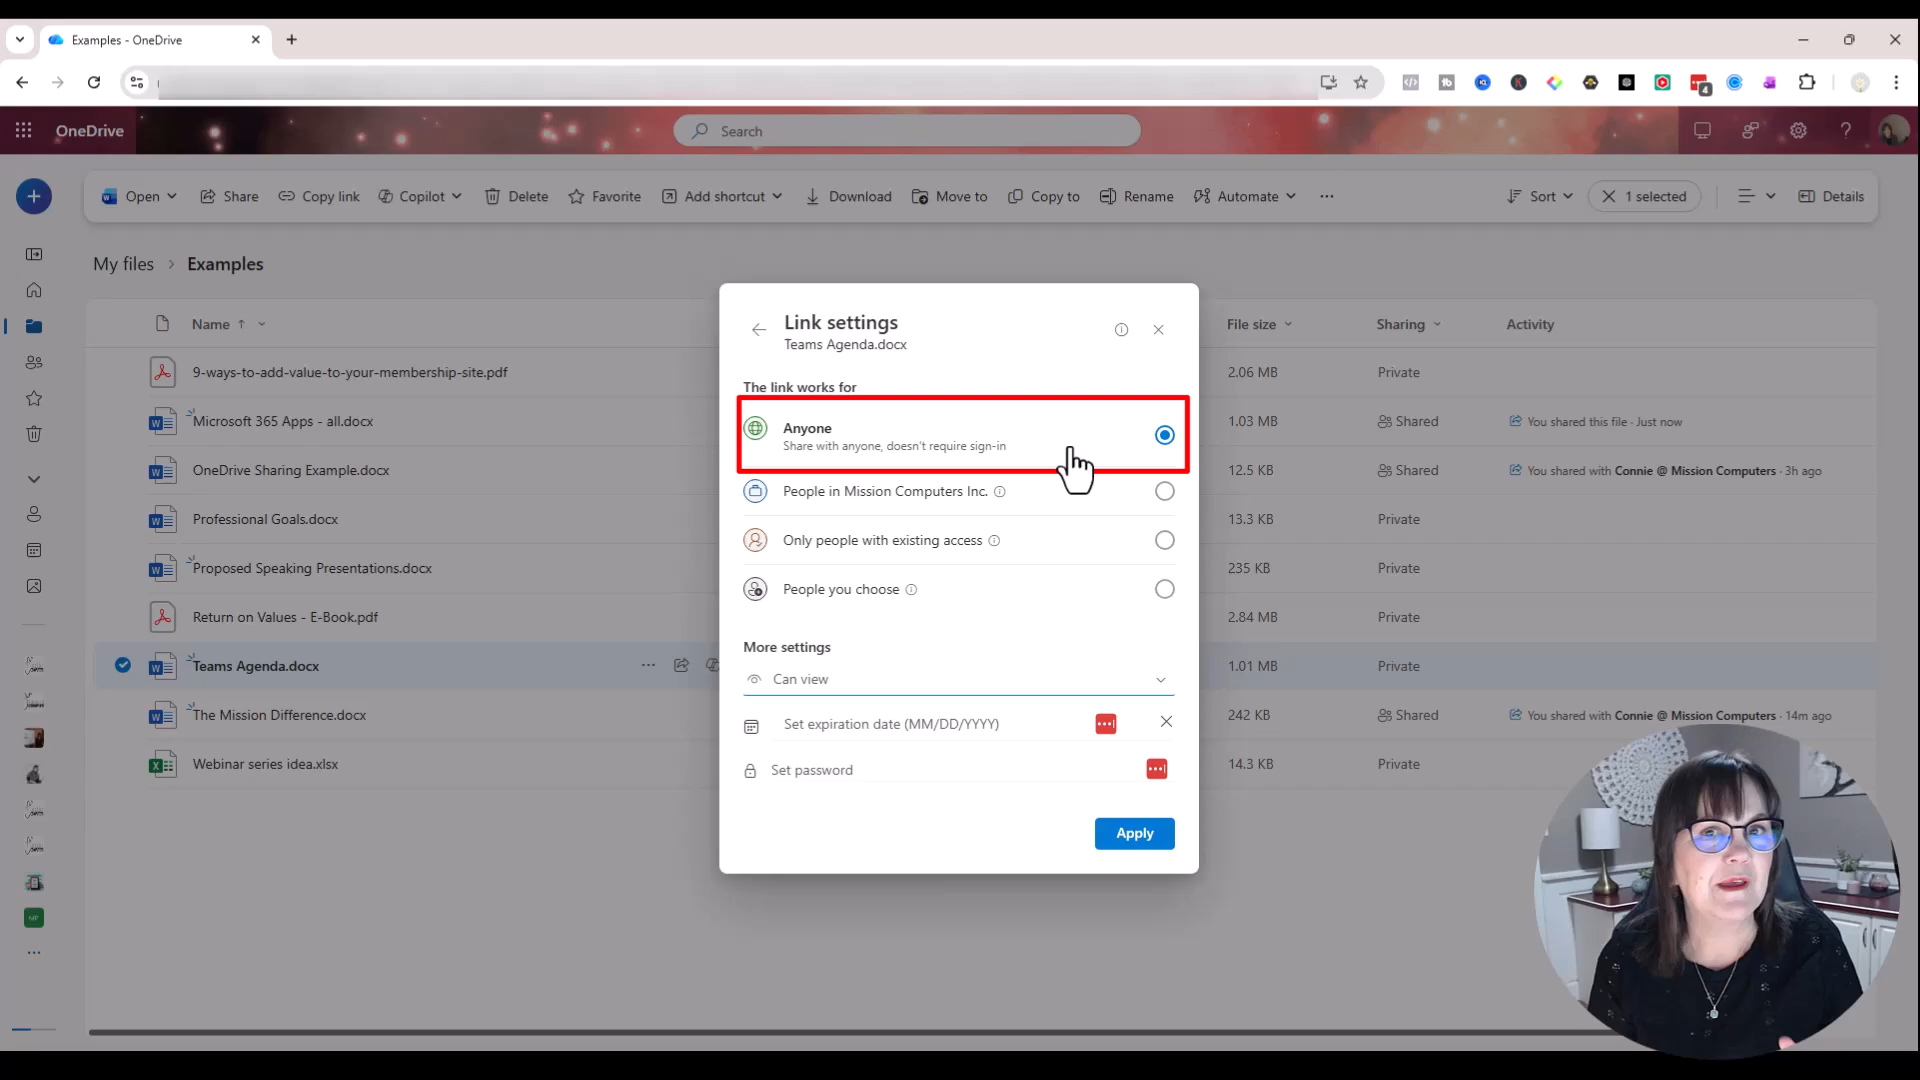 Examples - OneDrive
4
OneDrive
Search
Open
Share
Copy link
Copilot
Delete
Favorite
Add shortcut
Download
Move to
Copy to
Rename
Automate
Sort
1 selected
Details
My files > Examples
Name
File size
Sharing
Activity
9-ways-to-add-value-to-your-membership-site.pdf
2.06 MB
Private
Microsoft 365 Apps - all.docx
1.03 MB
Shared
You shared this file · Just now
OneDrive Sharing Example.docx
12.5 KB
Shared
You shared with Connie @ Mission Computers · 3h ago
Professional Goals.docx
13.3 KB
Private
Proposed Speaking Presentations.docx
235 KB
Private
Return on Values - E-Book.pdf
2.84 MB
Private
Teams Agenda.docx
1.01 MB
Private
The Mission Difference.docx
242 KB
Shared
You shared with Connie @ Mission Computers · 14m ago
Webinar series idea.xlsx
14.3 KB
Private
Link settings
Teams Agenda.docx
The link works for
Anyone
Share with anyone, doesn't require sign-in
People in Mission Computers Inc.
Only people with existing access
People you choose
More settings
Can view
Set expiration date (MM/DD/YYYY)
Set password
Apply
MF